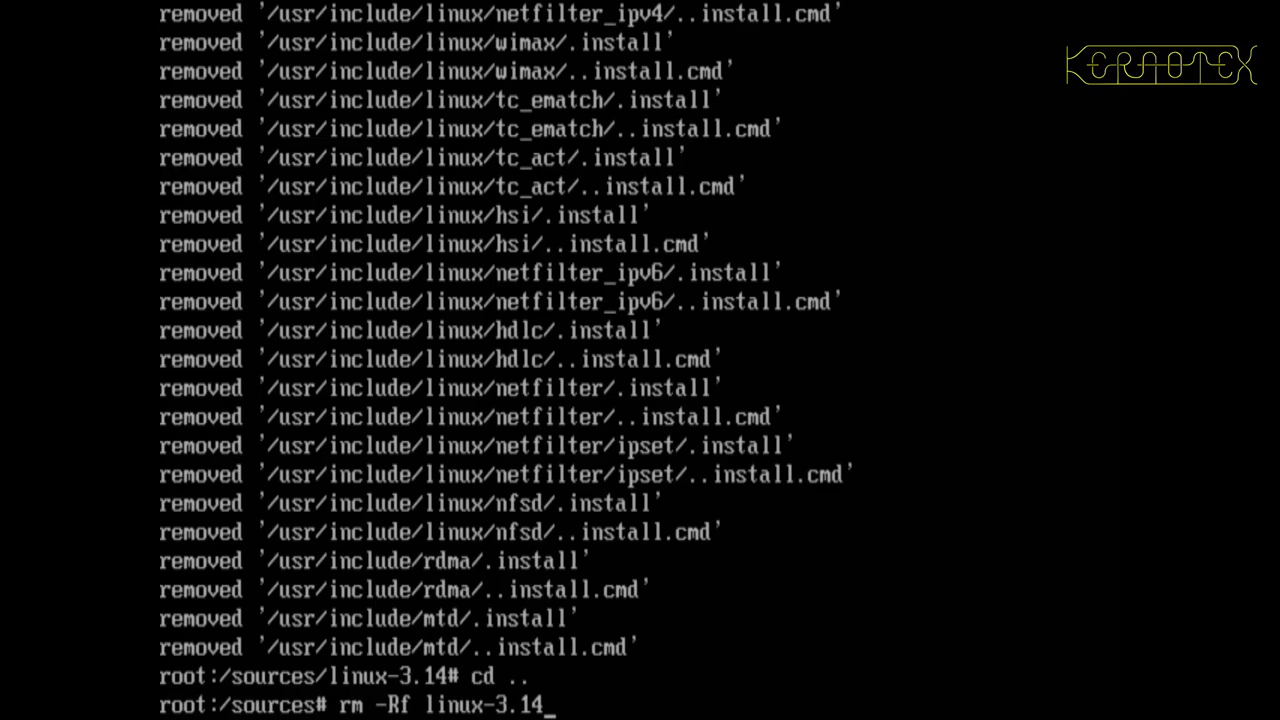 removed '/usr/include/linux/netfilter_ipv4/..install.cmd'
KERNOTEX
removed '/usr/include/linux/wimax/.install'
removed '/usr/include/linux/wimax/..install.cmd'
removed '/usr/include/linux/tc_ematch/.install'
removed '/usr/include/linux/tc_ematch/..install.cmd'
removed '/usr/include/linux/tc_act/.install'
removed '/usr/include/linux/tc_act/..install.cmd'
removed '/usr/include/linux/hsi/.install'
removed '/usr/include/linux/hsi/..install.cmd'
removed '/usr/include/linux/netfilter_ipv6/.install'
removed '/usr/include/linux/netfilter_ipv6/..install.cmd'
removed '/usr/include/linux/hdlc/.install'
removed '/usr/include/linux/hdlc/..install.cmd'
removed '/usr/include/linux/netfilter/.install'
removed '/usr/include/linux/netfilter/..install.cmd'
removed '/usr/include/linux/netfilter/ipset/.install'
removed '/usr/include/linux/netfilter/ipset/..install.cmd'
removed '/usr/include/linux/nfsd/.install'
removed '/usr/include/linux/nfsd/..install.cmd'
removed '/usr/include/rdma/.install'
removed '/usr/include/rdma/..install.cmd'
removed '/usr/include/mtd/.install'
removed '/usr/include/mtd/..install.cmd'
root:/sources/linux-3.14# cd ..
root:/sources# rm -Rf linux-3.14_